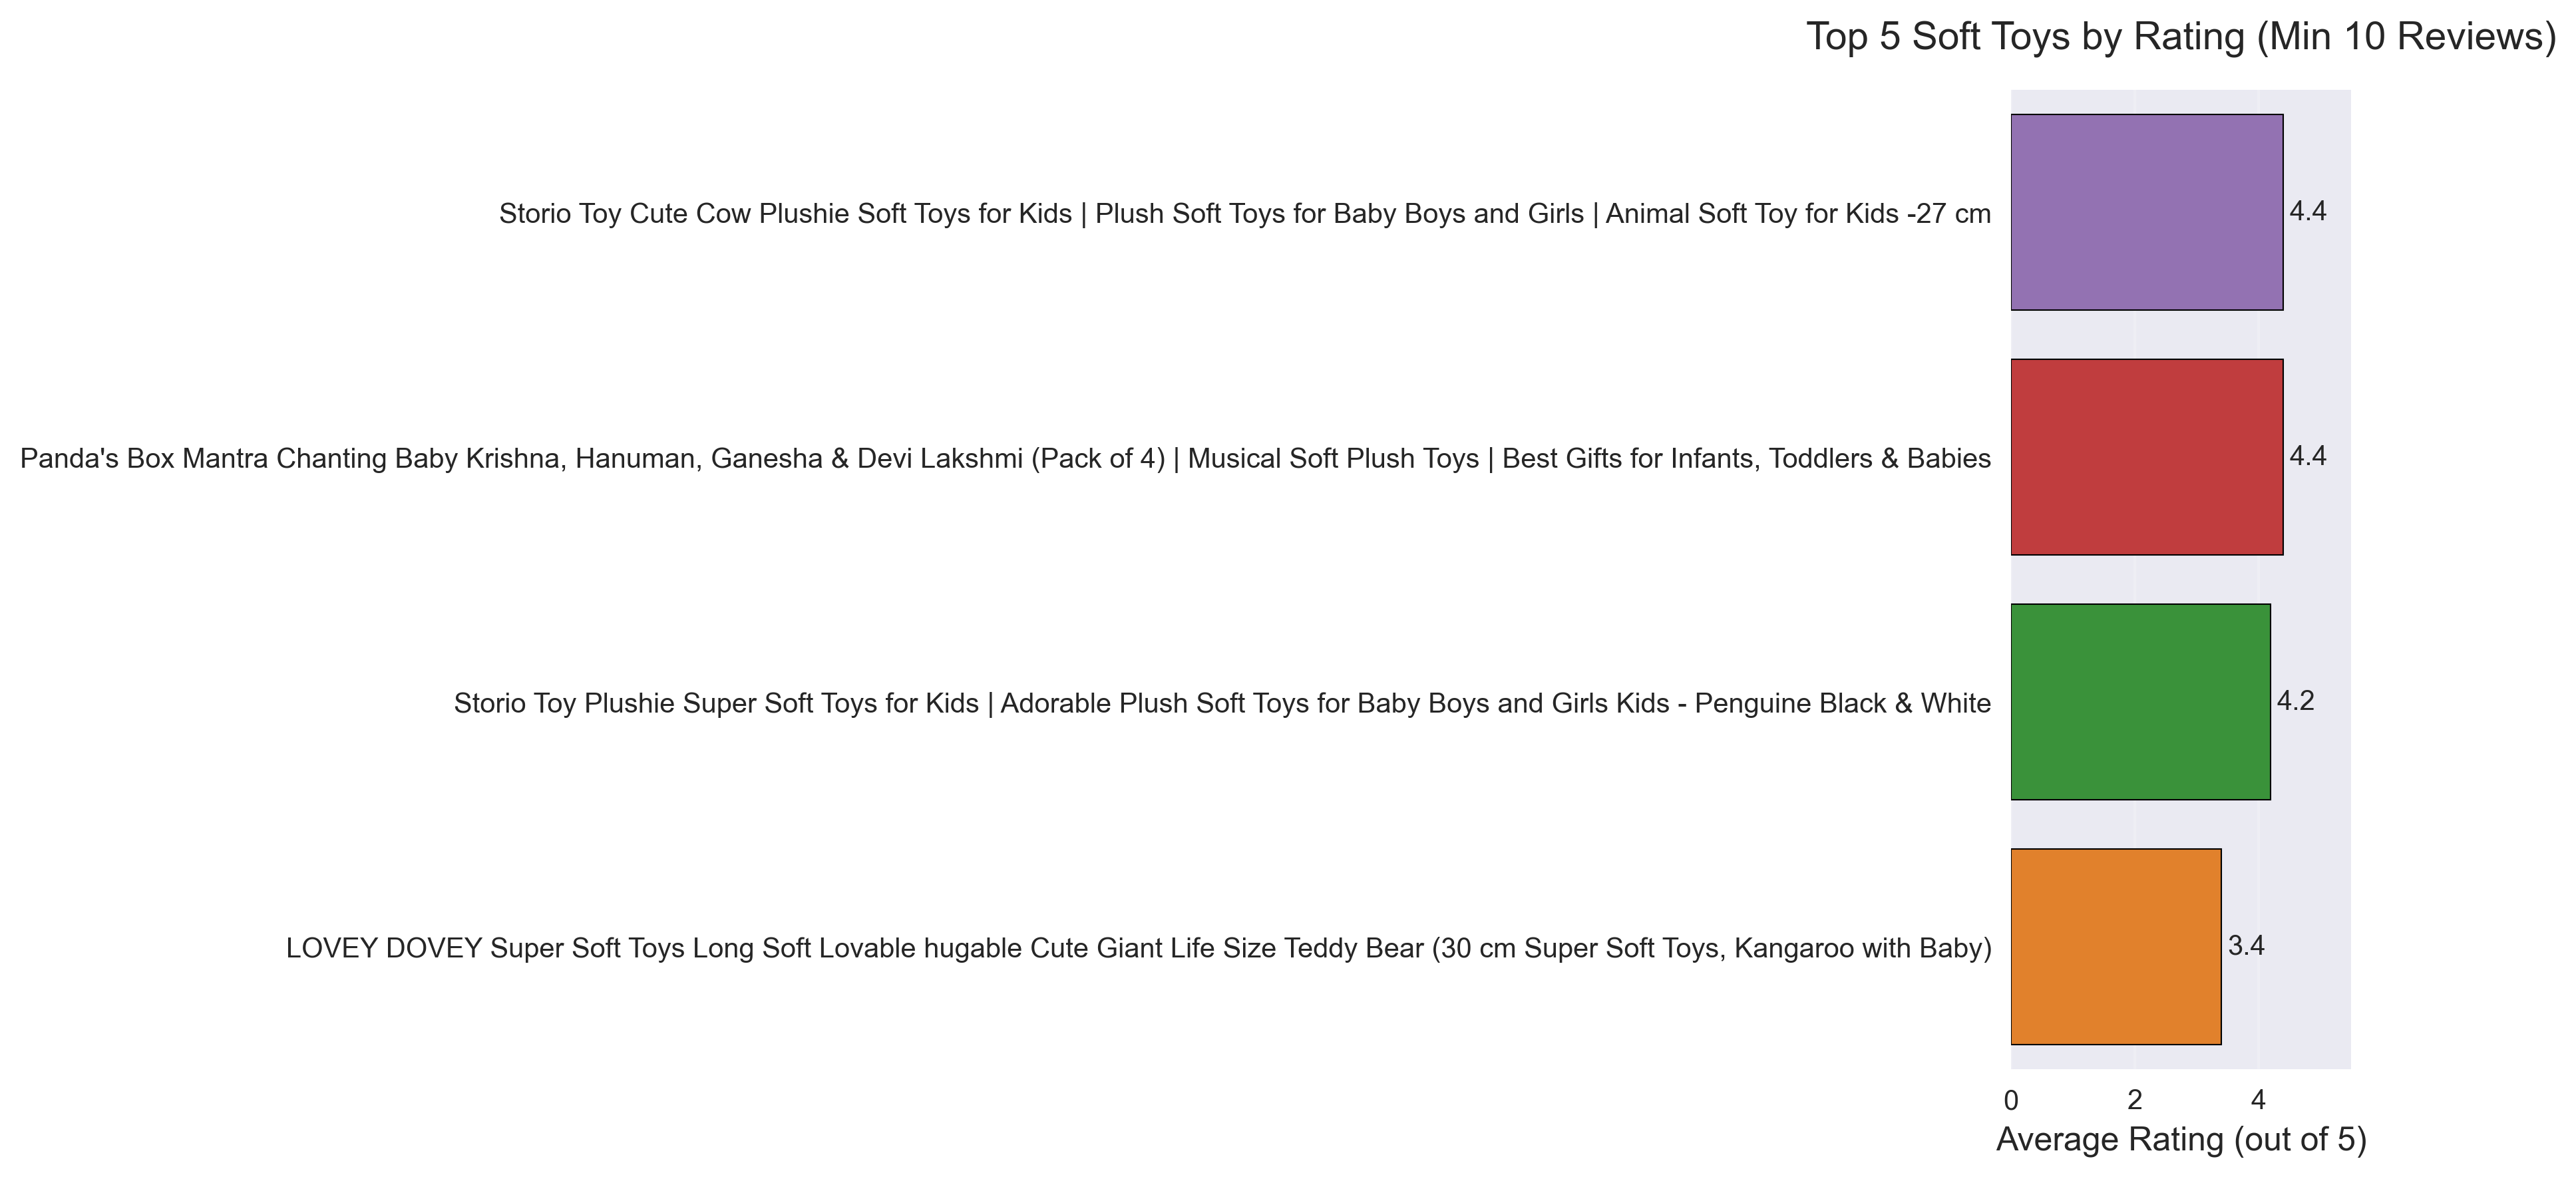 Top 5 Soft Toys by Rating (Min 10 Reviews)
Storio Toy Cute Cow Plushie Soft Toys for Kids | Plush Soft Toys for Baby Boys and Girls | Animal Soft Toy for Kids -27 cm
4.4
Panda's Box Mantra Chanting Baby Krishna, Hanuman, Ganesha & Devi Lakshmi (Pack of 4) | Musical Soft Plush Toys | Best Gifts for Infants, Toddlers & Babies
4.4
Storio Toy Plushie Super Soft Toys for Kids | Adorable Plush Soft Toys for Baby Boys and Girls Kids - Penguine Black & White
4.2
LOVEY DOVEY Super Soft Toys Long Soft Lovable hugable Cute Giant Life Size Teddy Bear (30 cm Super Soft Toys, Kangaroo with Baby)
3.4
0 2 4
Average Rating (out of 5)